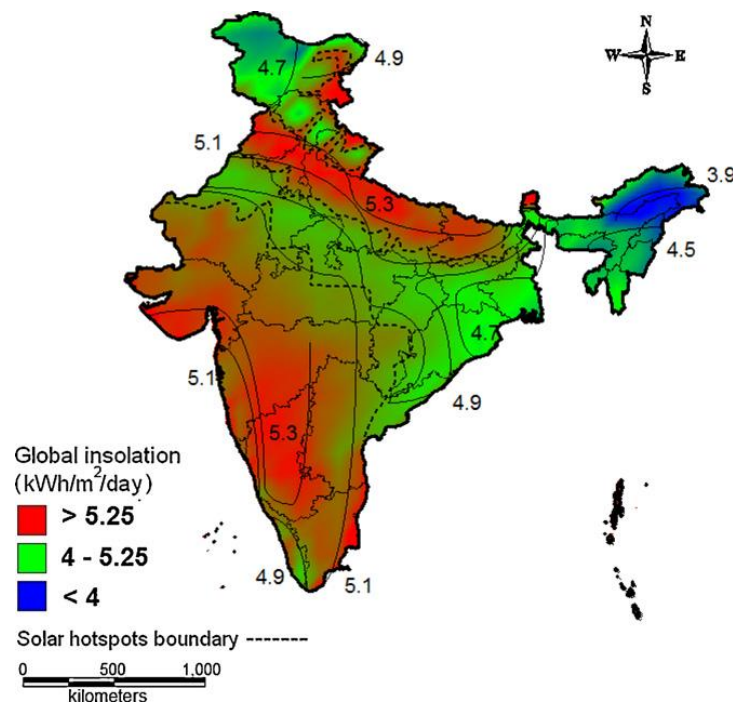 N
W E
S
4.7
4.9
5.1
5.3
3.9
4.5
4.7
4.9
5.1
5.3
4.9
5.1
Global insolation
(kWh/m²/day)
> 5.25
4 - 5.25
< 4
Solar hotspots boundary -------
0 500 1,000
kilometers